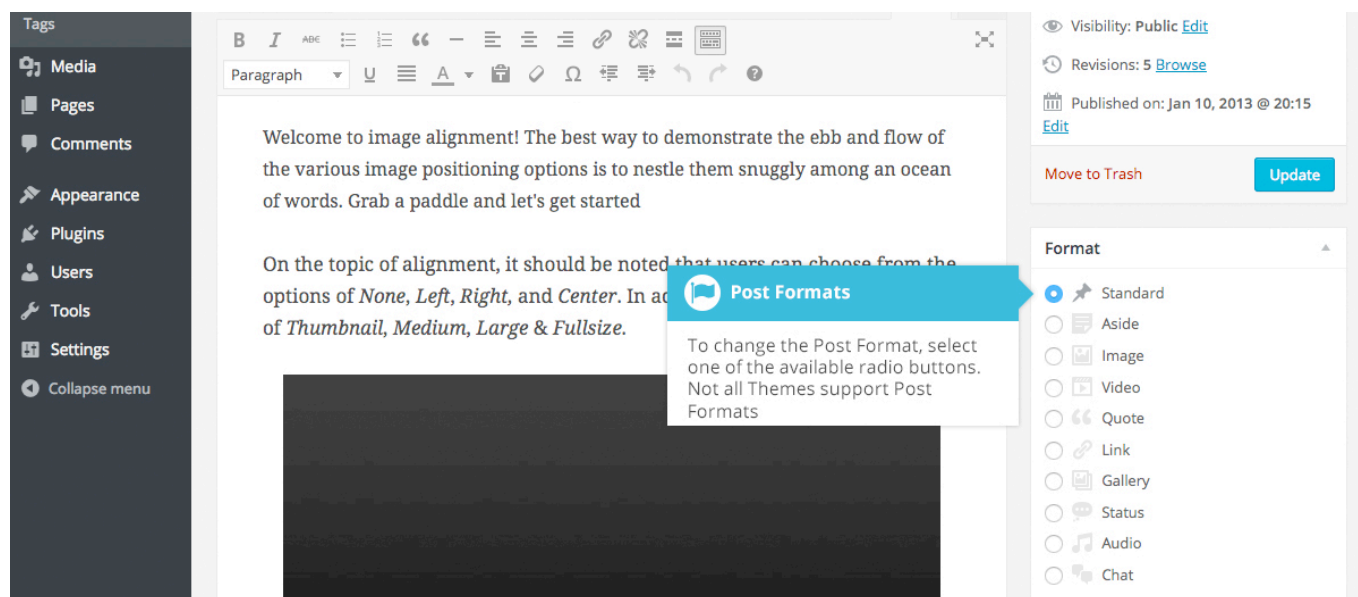 Tags
Media
Pages
Comments
Appearance
Plugins
Users
Tools
Settings
Collapse menu
B I ABE
Paragraph U A Ω
Welcome to image alignment! The best way to demonstrate the ebb and flow of
the various image positioning options is to nestle them snuggly among an ocean
of words. Grab a paddle and let's get started
On the topic of alignment, it should be noted that users can choose from the
options of None, Left, Right, and Center. In
of Thumbnail, Medium, Large & Fullsize.
Post Formats
To change the Post Format, select
one of the available radio buttons.
Not all Themes support Post
Formats
Visibility: Public Edit
Revisions: 5 Browse
Published on: Jan 10, 2013 @ 20:15
Edit
Move to Trash Update
Format
Standard
Aside
Image
Video
Quote
Link
Gallery
Status
Audio
Chat